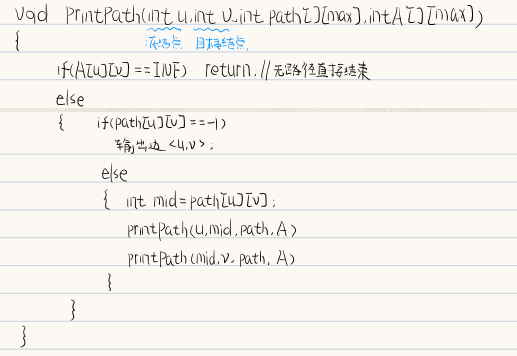 void printPath(int u,int v,int path[][max],int A[][max])
源结点 目标结点
{
if(A[u][v]==INF) return;//无路径直接结束
else
{ if(path[u][v]==-1)
输出边<u,v>;
else
{ int mid=path[u][v];
printPath(u,mid,path,A)
printPath(mid,v,path,A)
}
}
}